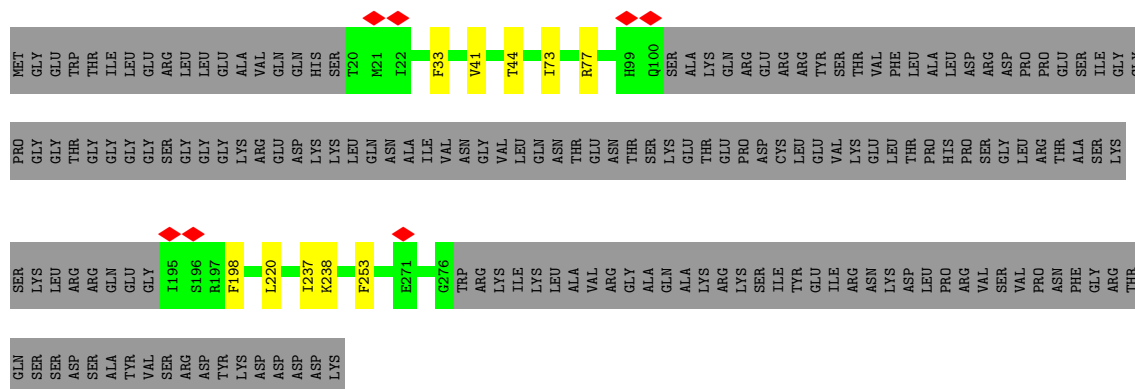 MET GLY GLU TRP THR ILE LEU GLU ARG LEU LEU GLU ALA VAL GLN GLN HIS SER T20 M21 I22 F33 V41 T44 I73 R77 H99 Q100 SER ALA LYS GLN ARG GLU ARG ARG TYR SER THR VAL PHE LEU ALA LEU ASP ARG ASP PRO PRO GLU SER ILE GLY GLY
PRO GLY GLY THR GLY GLY GLY GLY SER GLY GLY GLY LYS ARG GLU ASP LYS LYS LEU GLN ASN ALA ILE VAL ASN GLY VAL LEU GLN ASN THR GLU ASN THR SER LYS GLU THR GLU PRO ASP CYS LEU GLU VAL LYS GLU LEU THR PRO HIS PRO SER GLY LEU ARG THR ALA SER LYS
SER LYS LEU ARG ARG GLN GLU GLY I195 S196 R197 F198 L220 I237 K238 F253 E271 G276 TRP ARG LYS ILE LYS LEU ALA VAL ARG GLY ALA GLN ALA LYS ARG LYS SER ILE TYR GLU ILE ARG ASN LYS ASP LEU PRO ARG VAL SER VAL PRO ASN PHE GLY ARG THR
GLN SER SER ASP SER ALA TYR VAL SER ARG ASP TYR LYS ASP ASP ASP ASP LYS